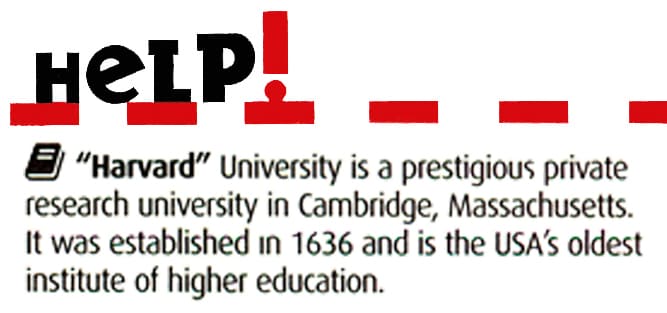 HeLP!
"Harvard" University is a prestigious private
research university in Cambridge, Massachusetts.
It was established in 1636 and is the USA's oldest
institute of higher education.